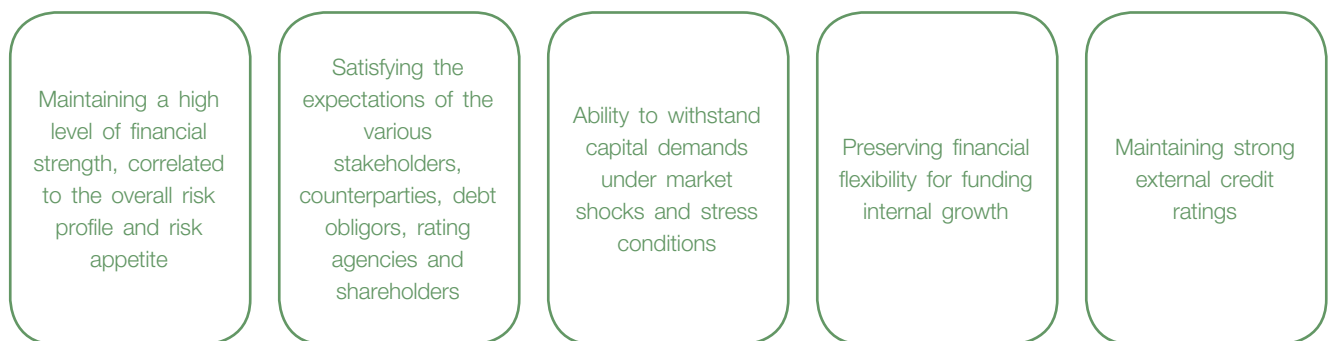 Maintaining a high
level of financial
strength, correlated
to the overall risk
profile and risk
appetite
Satisfying the
expectations of the
various
stakeholders,
counterparties, debt
obligors, rating
agencies and
shareholders
Ability to withstand
capital demands
under market
shocks and stress
conditions
Preserving financial
flexibility for funding
internal growth
Maintaining strong
external credit
ratings